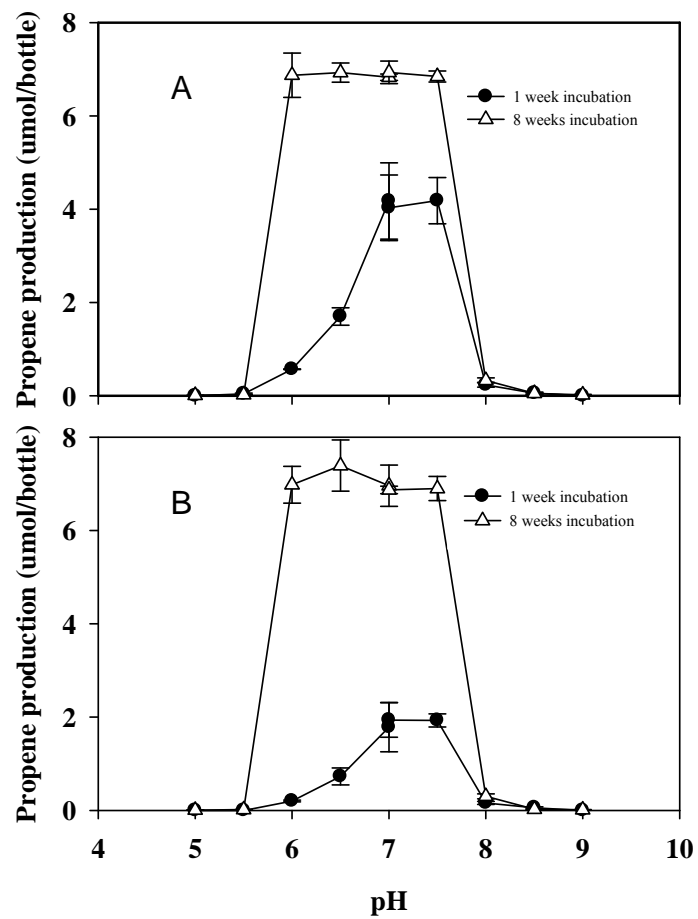 8
A
1 week incubation
8 weeks incubation
6
4
2
0
Propene production (umol/bottle)
8
B
1 week incubation
8 weeks incubation
6
4
2
0
Propene production (umol/bottle)
4 5 6 7 8 9 10
pH